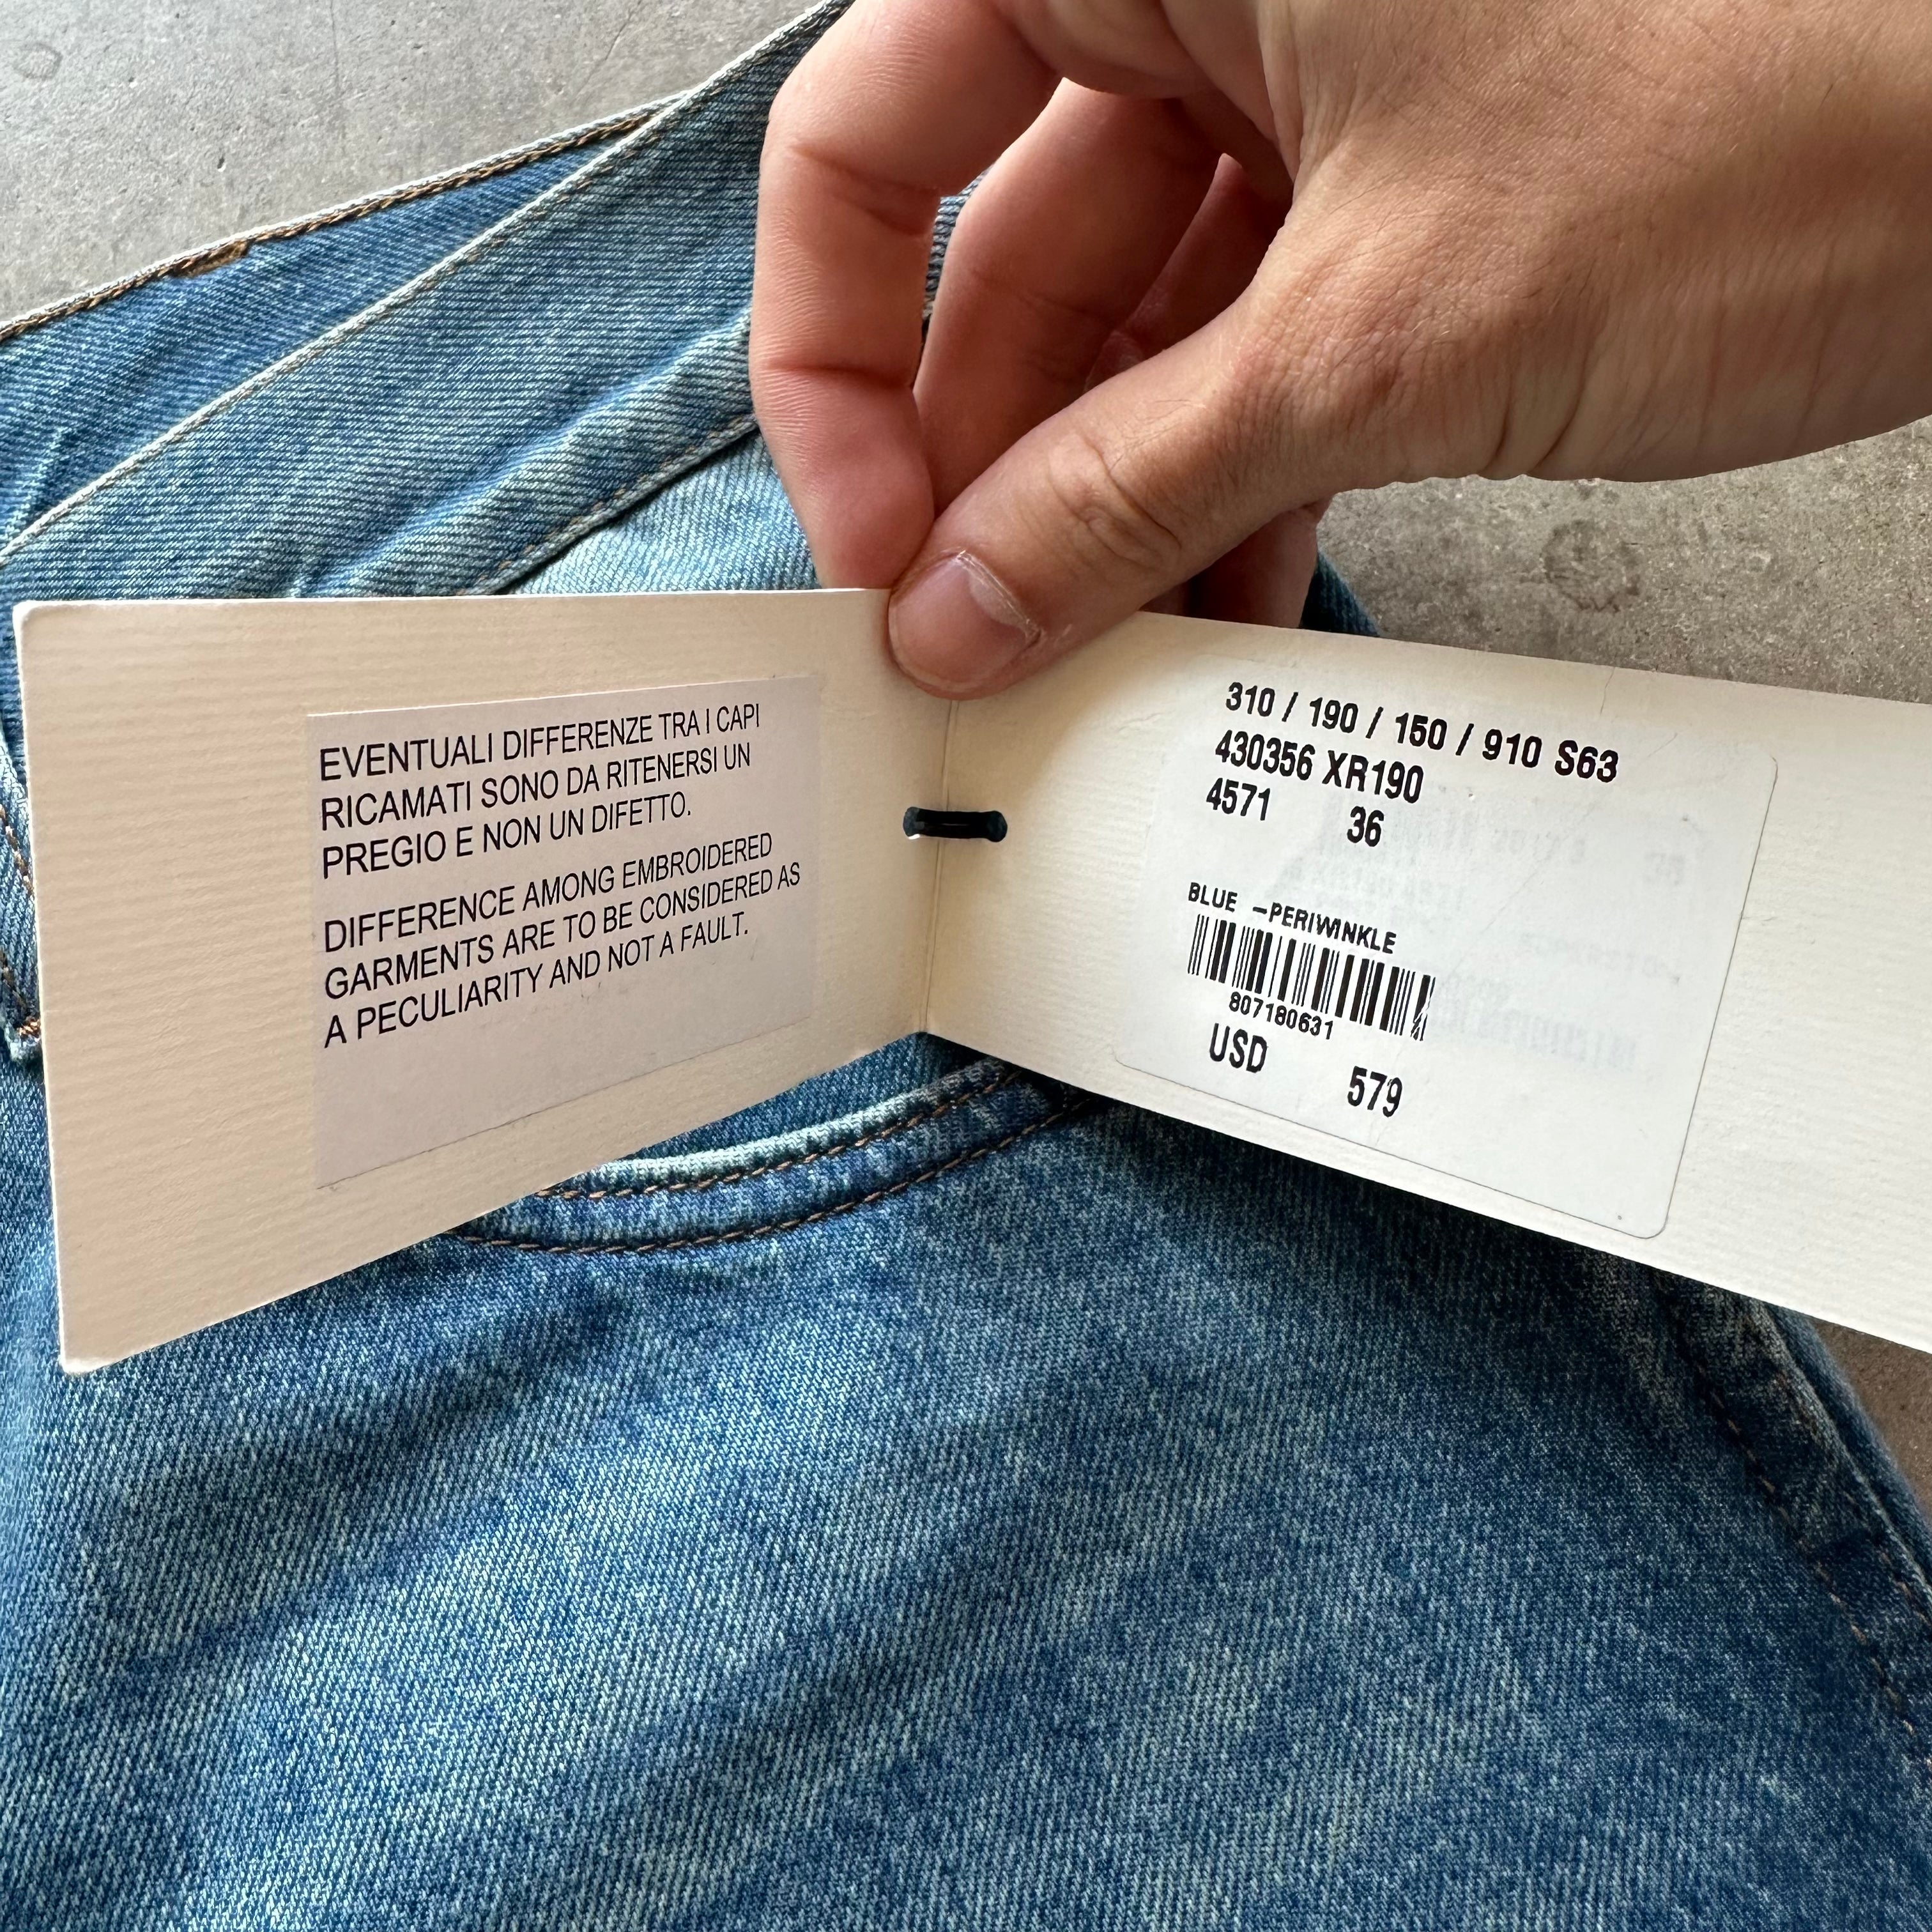 EVENTUALI DIFFERENZE TRA I CAPI
RICAMATI SONO DA RITENERSI UN
PREGIO E NON UN DIFETTO.
DIFFERENCE AMONG EMBROIDERED
GARMENTS ARE TO BE CONSIDERED AS
A PECULIARITY AND NOT A FAULT.
310 / 190 / 150 / 910 S63
430356 XR190
4571 36
BLUE -PERIWINKLE
807180631
USD 579